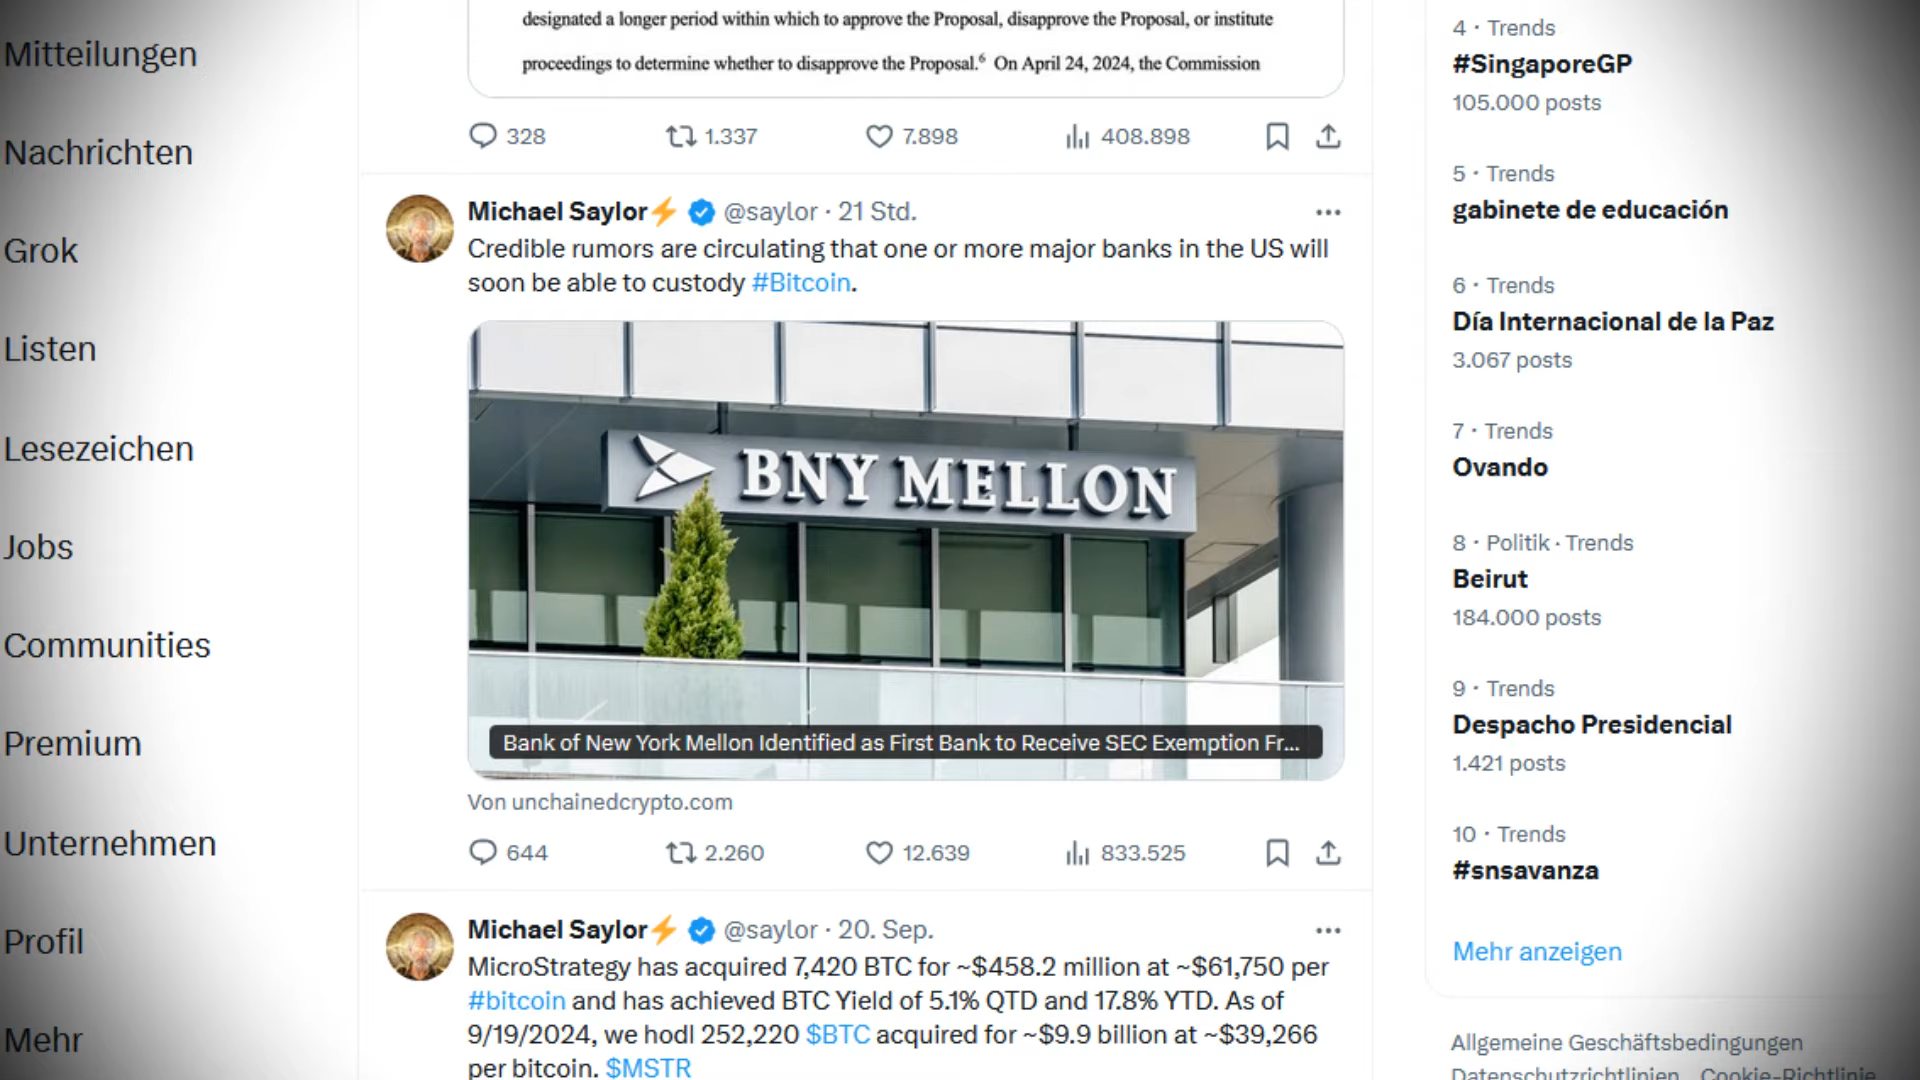 Mitteilungen
Nachrichten
Grok
Listen
Lesezeichen
Jobs
Communities
Premium
Unternehmen
Profil
Mehr
designated a longer period within which to approve the Proposal, disapprove the Proposal, or institute
proceedings to determine whether to disapprove the Proposal.⁶ On April 24, 2024, the Commission
328 1.337 7.898 408.898
Michael Saylor⚡ @saylor · 21 Std.
Credible rumors are circulating that one or more major banks in the US will
soon be able to custody #Bitcoin.
BNY MELLON
Bank of New York Mellon Identified as First Bank to Receive SEC Exemption Fr...
Von unchainedcrypto.com
644 2.260 12.639 833.525
Michael Saylor⚡ @saylor · 20. Sep.
MicroStrategy has acquired 7,420 BTC for ~$458.2 million at ~$61,750 per
#bitcoin and has achieved BTC Yield of 5.1% QTD and 17.8% YTD. As of
9/19/2024, we hodl 252,220 $BTC acquired for ~$9.9 billion at ~$39,266
per bitcoin. $MSTR
4 · Trends
#SingaporeGP
105.000 posts
5 · Trends
gabinete de educación
6 · Trends
Día Internacional de la Paz
3.067 posts
7 · Trends
Ovando
8 · Politik · Trends
Beirut
184.000 posts
9 · Trends
Despacho Presidencial
1.421 posts
10 · Trends
#snsavanza
Mehr anzeigen
Allgemeine Geschäftsbedingungen
Datenschutzrichtlinien Cookie-Richtlinie